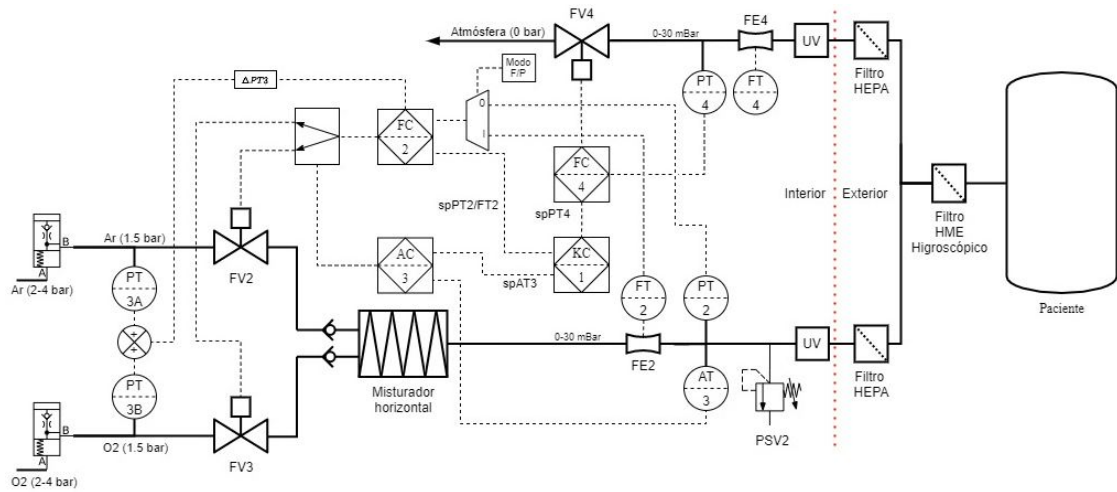 FV4
FE4
Atmósfera (0 bar)
0-30 mBar
UV
Filtro
HEPA
Modo
F/P
ΔPT3
PT
4
FT
4
0
I
FC
2
FC
4
Interior
Exterior
spPT2/FT2
spPT4
Filtro
HME
Higroscópico
B
A
Ar (1.5 bar)
Ar (2-4 bar)
FV2
AC
3
KC
1
spAT3
PT
3A
FT
2
PT
2
Paciente
0-30 mBar
UV
FE2
Filtro
HEPA
PT
3B
Misturador
horizontal
AT
3
PSV2
B
A
O2 (1.5 bar)
O2 (2-4 bar)
FV3